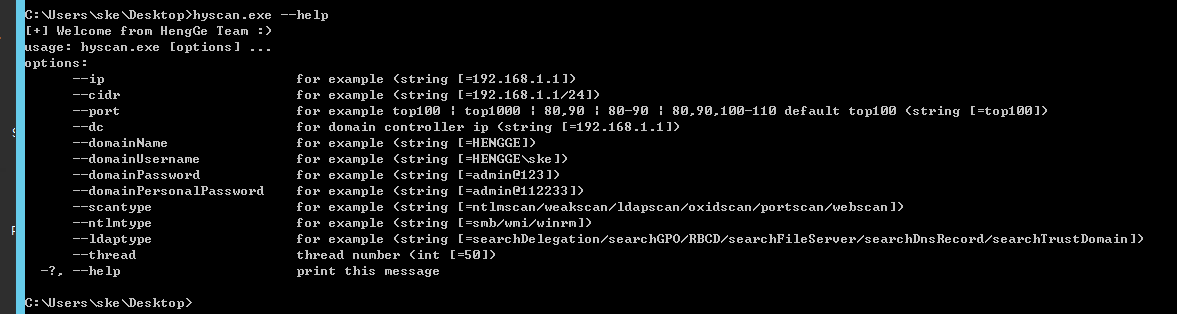 C:\Users\ske\Desktop>hyscan.exe --help
[+] Welcome from HengGe Team :)
usage: hyscan.exe [options] ...
options:
--ip for example (string [=192.168.1.1])
--cidr for example (string [=192.168.1.1/24])
--port for example top100 ¦ top1000 ¦ 80,90 ¦ 80-90 ¦ 80,90,100-110 default top100 (string [=top100])
--dc for domain controller ip (string [=192.168.1.1])
--domainName for example (string [=HENGGE])
--domainUsername for example (string [=HENGGE\ske])
--domainPassword for example (string [=admin@123])
--domainPersonalPassword for example (string [=admin@112233])
--scantype for example (string [=ntlmscan/weakscan/ldapscan/oxidscan/portscan/webscan])
--ntlmtype for example (string [=smb/wmi/winrm])
--ldaptype for example (string [=searchDelegation/searchGPO/RBCD/searchFileServer/searchDnsRecord/searchTrustDomain])
--thread thread number (int [=50])
-?, --help print this message
C:\Users\ske\Desktop>